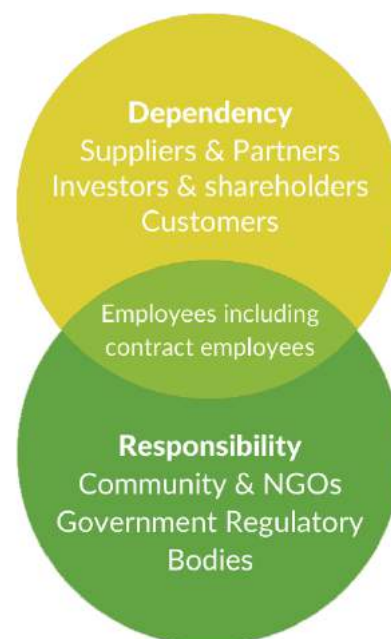 Dependency
Suppliers & Partners
Investors & shareholders
Customers
Employees including
contract employees
Responsibility
Community & NGOs
Government Regulatory
Bodies